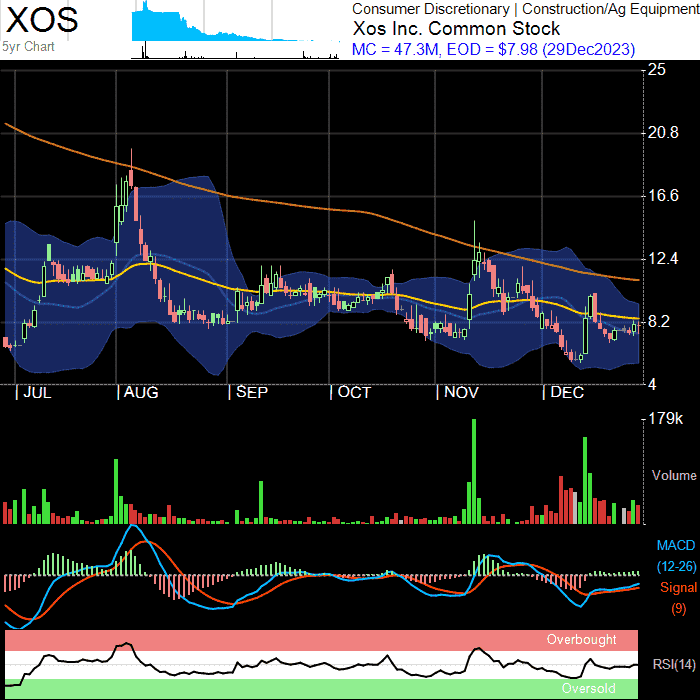 XOS
5yr Chart
Consumer Discretionary | Construction/Ag Equipment
Xos Inc. Common Stock
MC = 47.3M, EOD = $7.98 (29Dec2023)
25
20.8
16.6
12.4
8.2
4
JUL
AUG
SEP
OCT
NOV
DEC
179k
Volume
MACD
(12-26)
Signal
(9)
Overbought
RSI(14)
Oversold